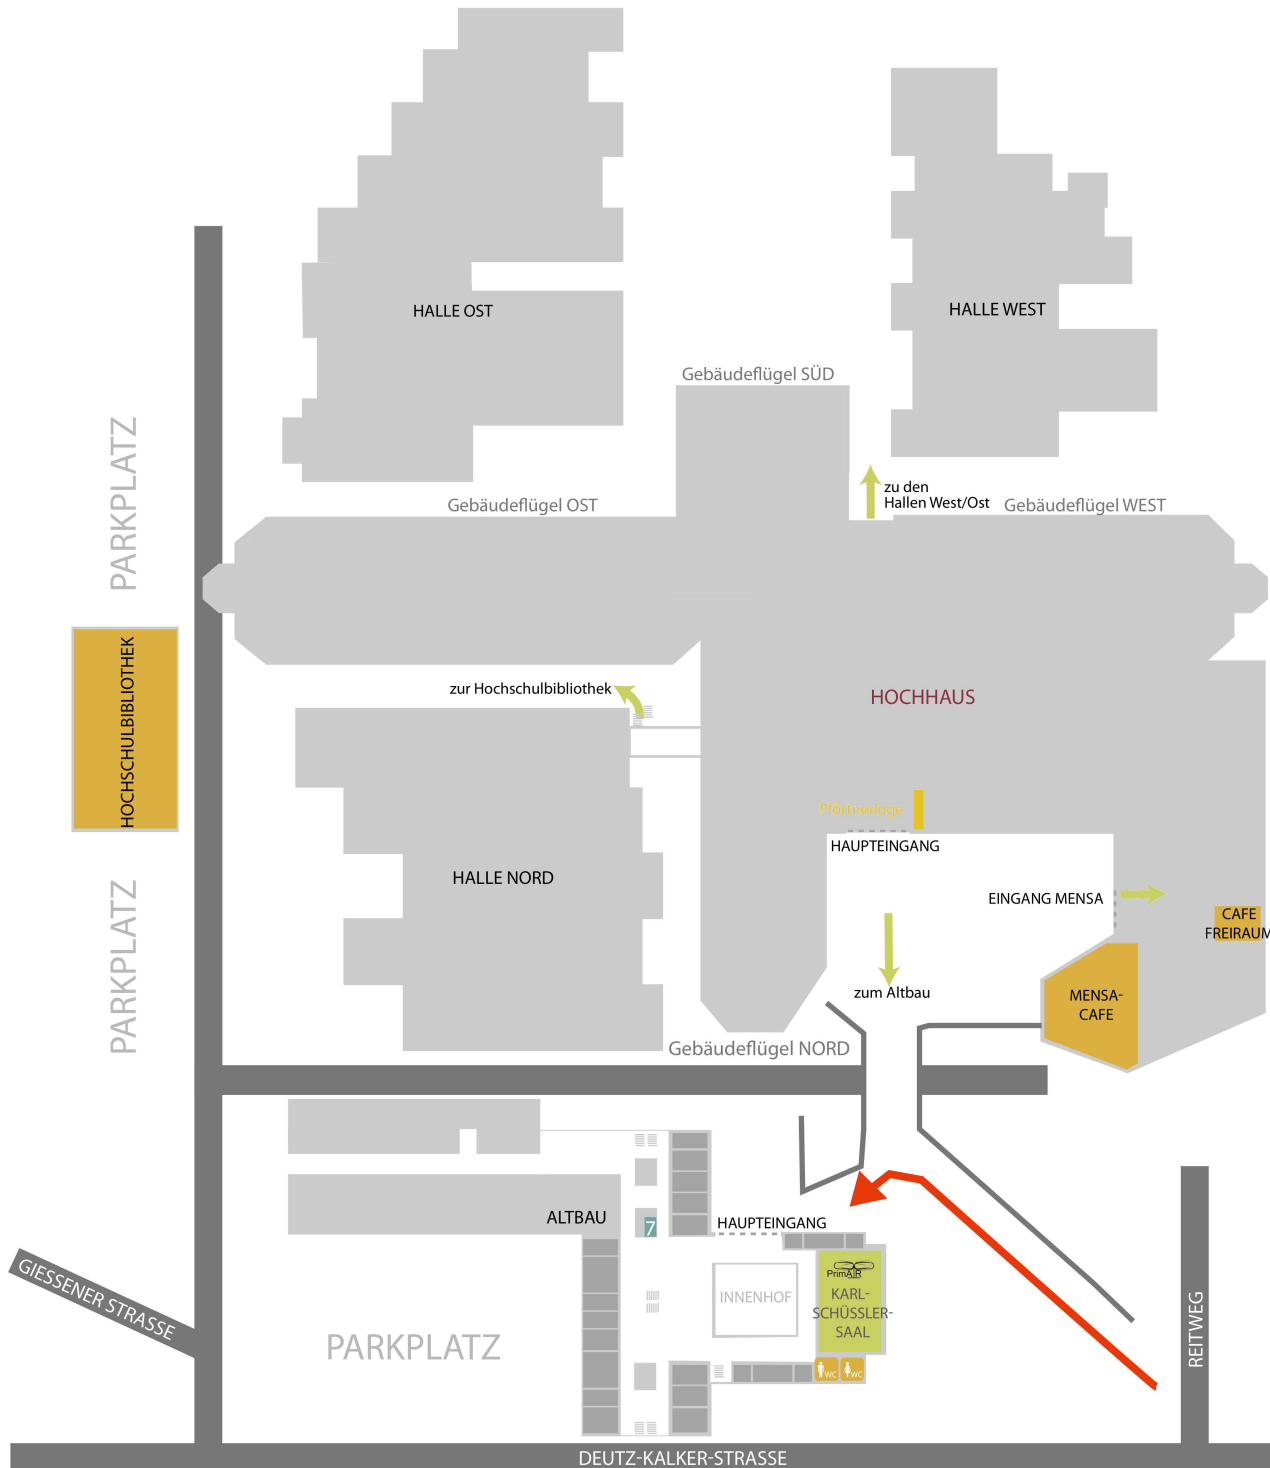 HALLE OST
HALLE WEST
Gebäudeflügel SÜD
PARKPLATZ
zu den
Hallen West/Ost
Gebäudeflügel OST
Gebäudeflügel WEST
HOCHSCHULBIBLIOTHEK
zur Hochschulbibliothek
HOCHHAUS
Pförtnerloge
HAUPTEINGANG
HALLE NORD
EINGANG MENSA
CAFE
FREIRAUM
PARKPLATZ
zum Altbau
MENSA-
CAFE
Gebäudeflügel NORD
ALTBAU
7
HAUPTEINGANG
PrimAIR
INNENHOF
KARL-
SCHÜSSLER-
SAAL
GIESSENER STRASSE
PARKPLATZ
REITWEG
WC
WC
DEUTZ-KALKER-STRASSE